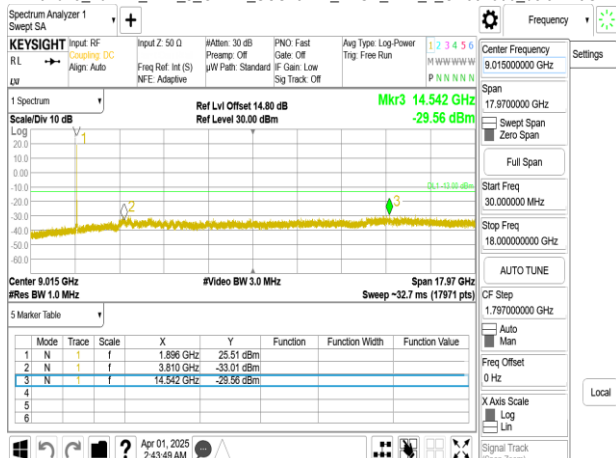 Spectrum Analyzer 1
Swept SA
Frequency
KEYSIGHT
RL
Input: RF
Coupling: DC
Align: Auto
Input Z: 50 Ω
Freq Ref: Int (S)
NFE: Adaptive
#Atten: 30 dB
Preamp: Off
µW Path: Standard
PNO: Fast
Gate: Off
IF Gain: Low
Sig Track: Off
Avg Type: Log-Power
Trig: Free Run
1 2 3 4 5 6
M W W W W W
P N N N N N
1 Spectrum
Scale/Div 10 dB
Ref Lvl Offset 14.80 dB
Ref Level 30.00 dBm
Mkr3 14.542 GHz
-29.56 dBm
Log
20.0
10.0
0.00
-10.0
-20.0
-30.0
-40.0
-50.0
-60.0
1
2
3
DL1 -13.00 dBm
Center 9.015 GHz
#Res BW 1.0 MHz
#Video BW 3.0 MHz
Span 17.97 GHz
Sweep ~32.7 ms (17971 pts)
5 Marker Table
Mode Trace Scale X Y Function Function Width Function Value
1 N 1 f 1.896 GHz 25.51 dBm
2 N 1 f 3.810 GHz -33.01 dBm
3 N 1 f 14.542 GHz -29.56 dBm
4
5
6
Apr 01, 2025
2:43:49 AM
Center Frequency
9.015000000 GHz
Span
17.9700000 GHz
Swept Span
Zero Span
Full Span
Start Freq
30.000000 MHz
Stop Freq
18.000000000 GHz
AUTO TUNE
CF Step
1.797000000 GHz
Auto
Man
Freq Offset
0 Hz
X Axis Scale
Log
Lin
Signal Track
Settings
Local